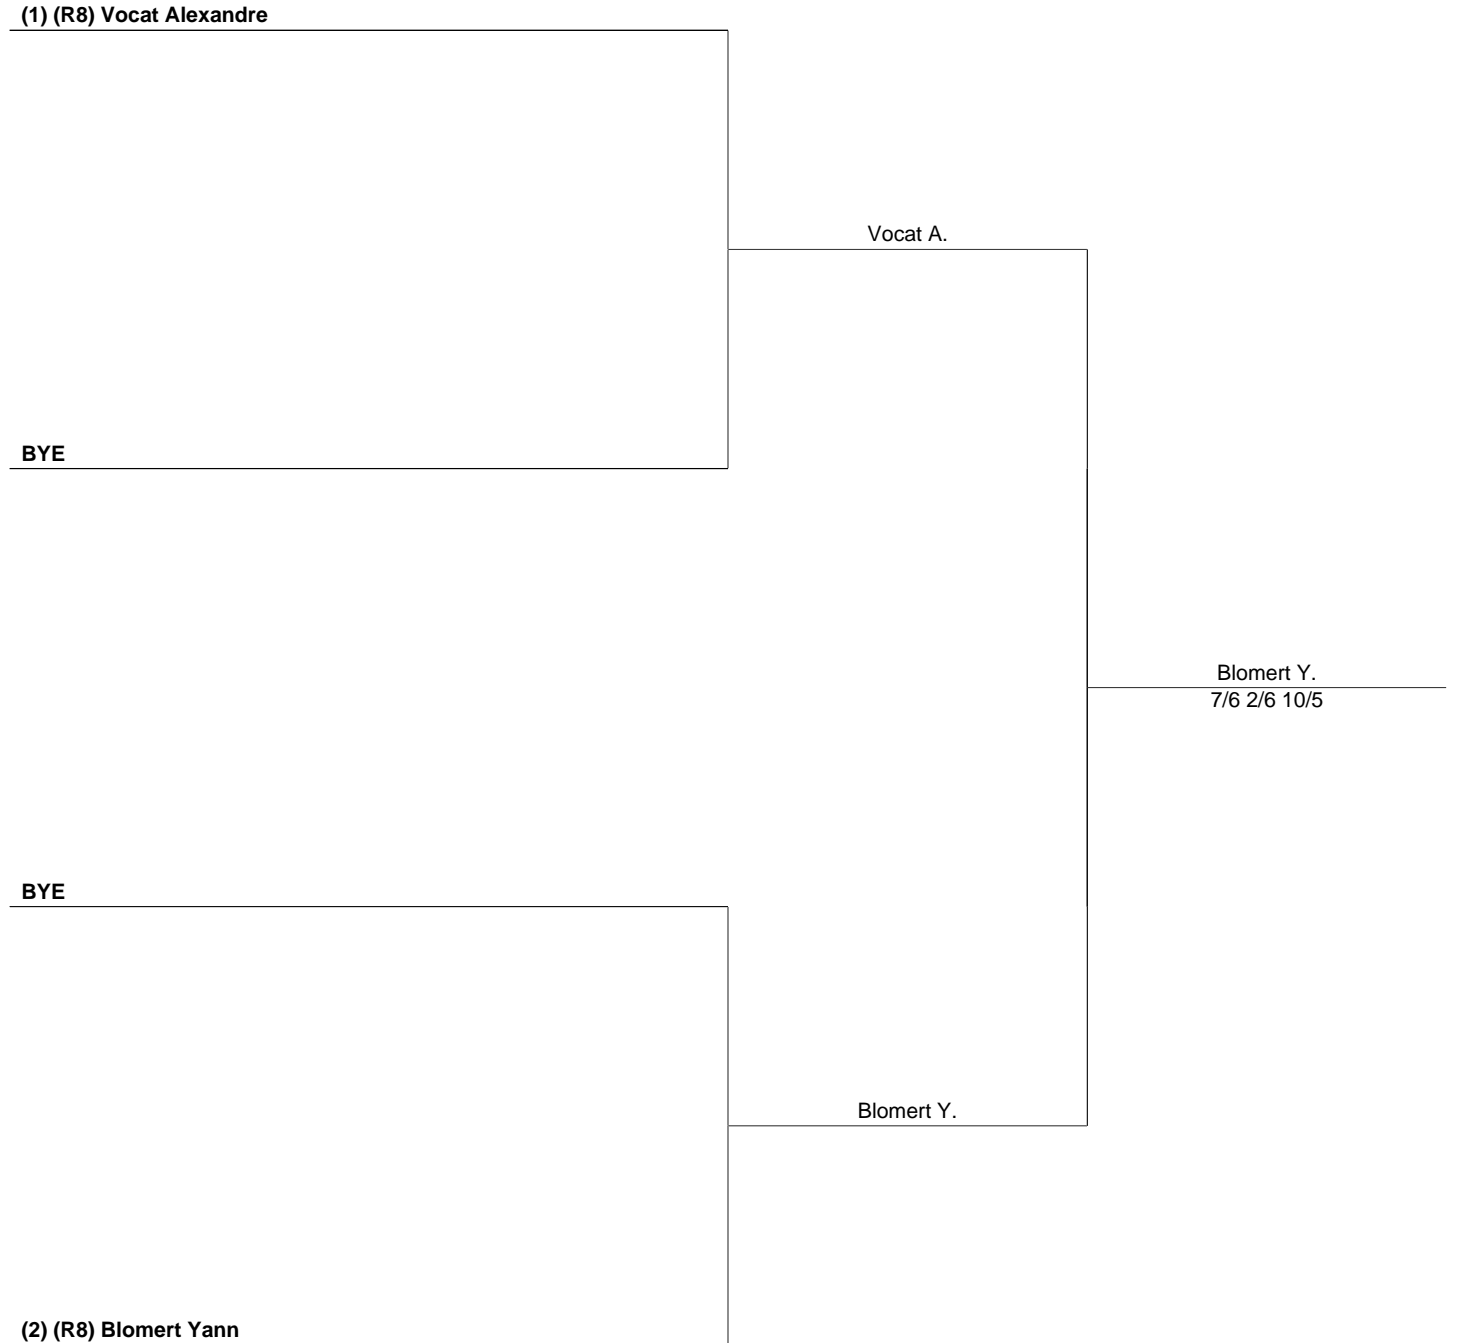 (1) (R8) Vocat Alexandre
Vocat A.
BYE
Blomert Y.
7/6 2/6 10/5
BYE
Blomert Y.
(2) (R8) Blomert Yann